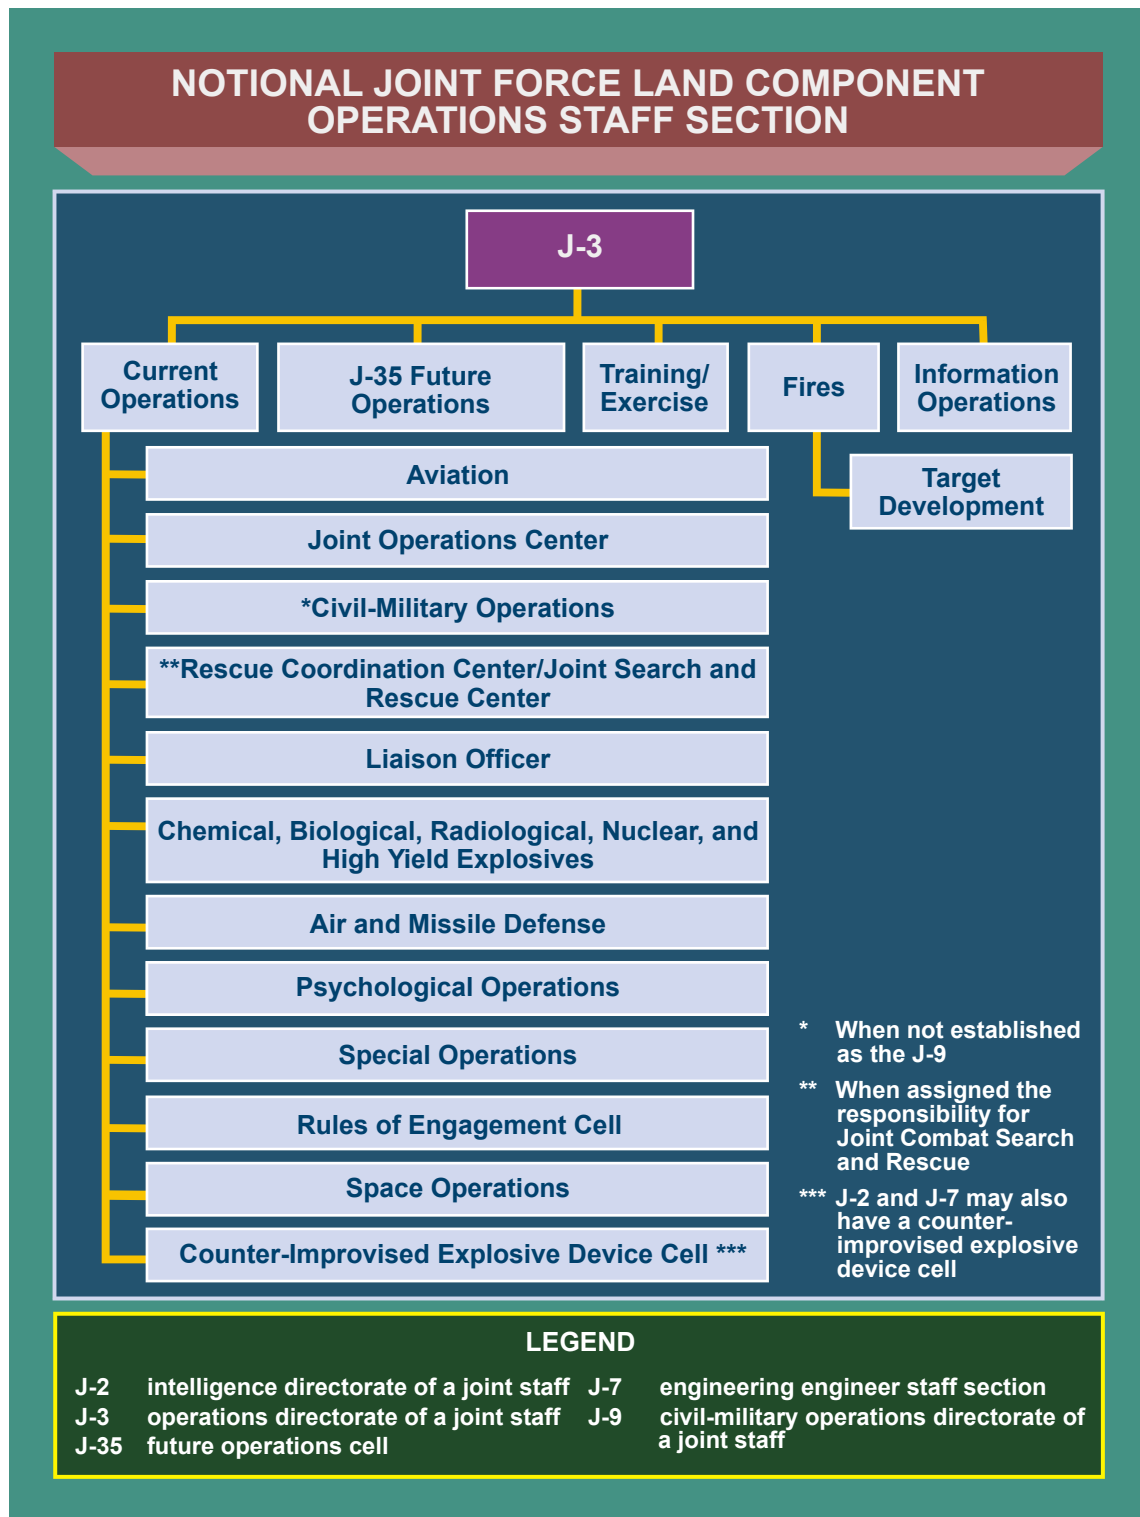 NOTIONAL JOINT FORCE LAND COMPONENT
OPERATIONS STAFF SECTION
J-3
Current
Operations
J-35 Future
Operations
Training/
Exercise
Fires
Information
Operations
Target
Development
Aviation
Joint Operations Center
*Civil-Military Operations
**Rescue Coordination Center/Joint Search and
Rescue Center
Liaison Officer
Chemical, Biological, Radiological, Nuclear, and
High Yield Explosives
Air and Missile Defense
Psychological Operations
Special Operations
Rules of Engagement Cell
Space Operations
Counter-Improvised Explosive Device Cell ***
* When not established
as the J-9
** When assigned the
responsibility for
Joint Combat Search
and Rescue
*** J-2 and J-7 may also
have a counter-
improvised explosive
device cell
LEGEND
J-2 intelligence directorate of a joint staff
J-3 operations directorate of a joint staff
J-35 future operations cell
J-7 engineering engineer staff section
J-9 civil-military operations directorate of
a joint staff